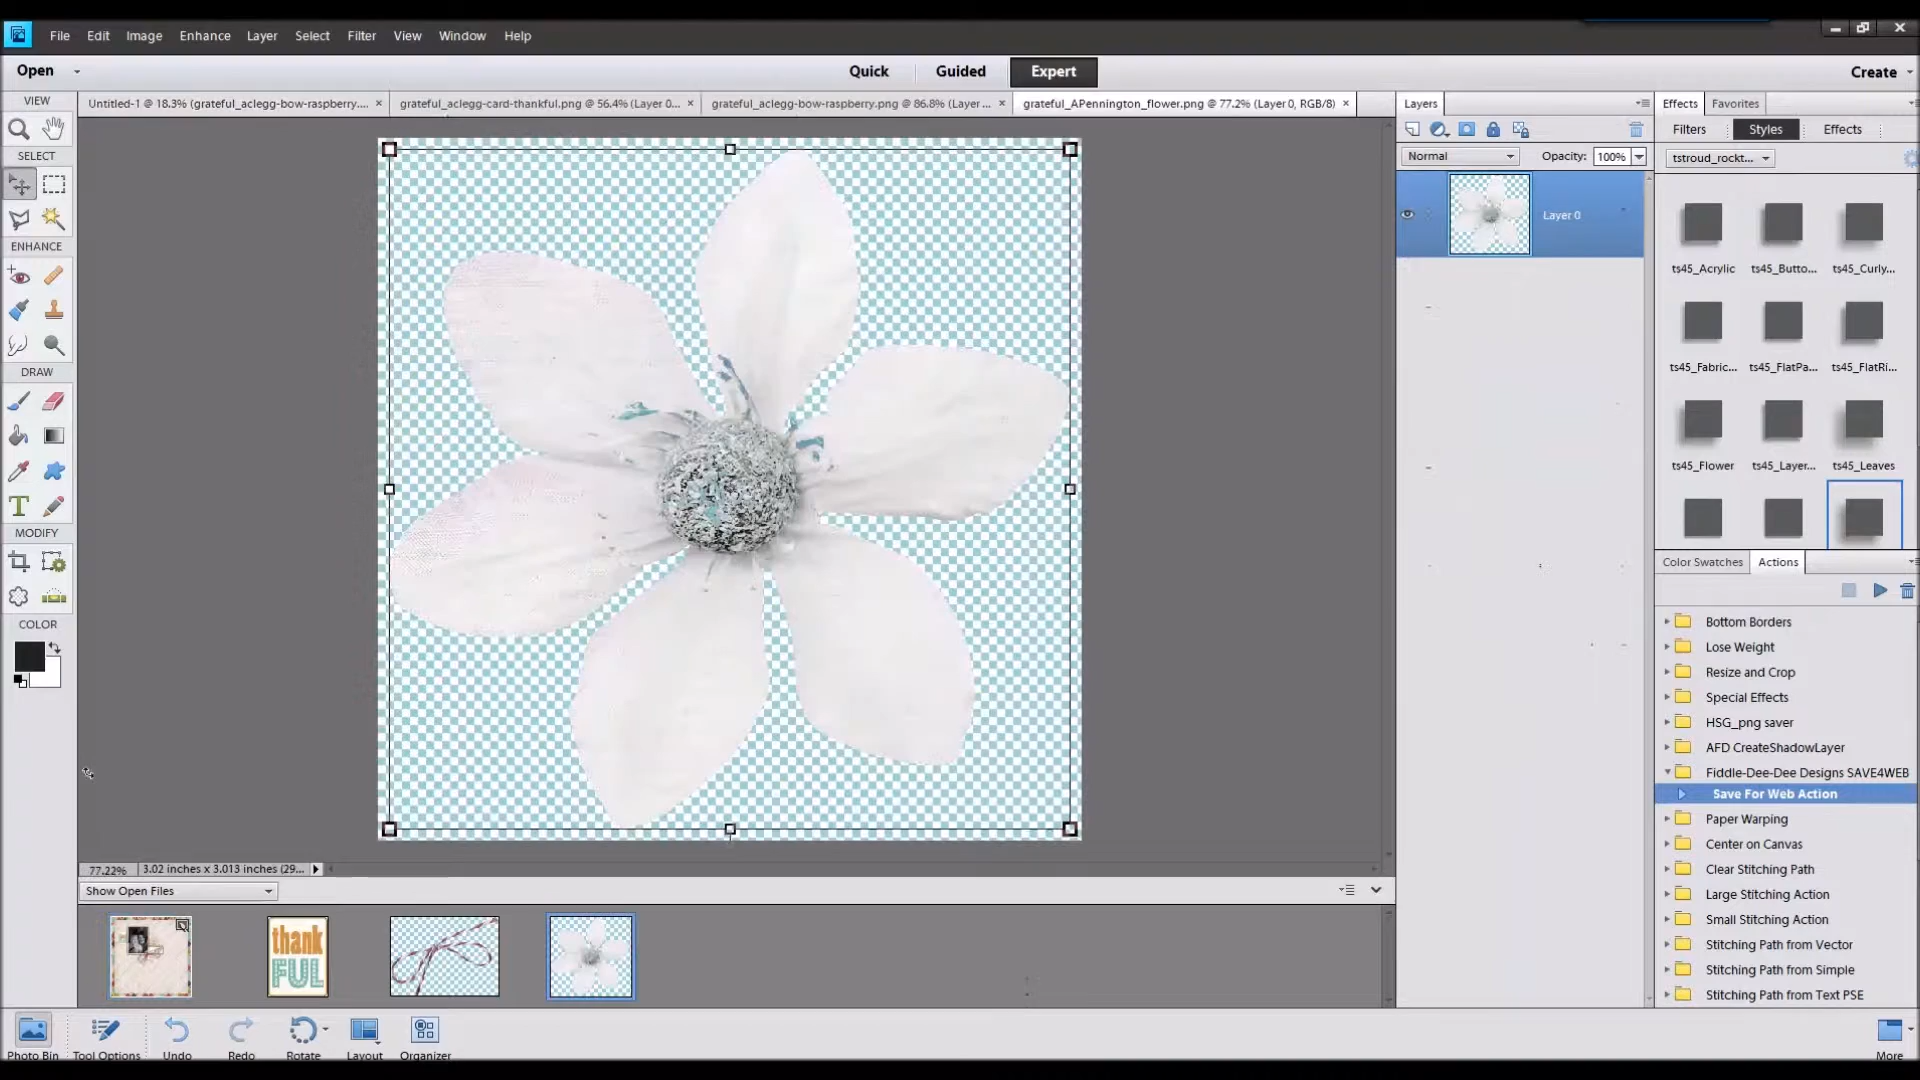 File Edit Image Enhance Layer Select Filter View Window Help
Open Quick Guided Expert Create
VIEW
Untitled-1 @ 18.3% (grateful_aclegg-bow-raspberry.... × grateful_aclegg-card-thankful.png @ 56.4% (Layer 0... × grateful_aclegg-bow-raspberry.png @ 86.8% (Layer ... × grateful_APennington_flower.png @ 77.2% (Layer 0, RGB/8) ×
Layers
Effects Favorites
Filters Styles Effects
SELECT
Normal Opacity: 100%
tstroud_rockt...
Layer 0
ENHANCE
ts45_Acrylic ts45_Butto... ts45_Curly...
ts45_Fabric... ts45_FlatPa... ts45_FlatRi...
DRAW
ts45_Flower ts45_Layer... ts45_Leaves
T
MODIFY
Color Swatches Actions
COLOR
Bottom Borders
Lose Weight
Resize and Crop
Special Effects
HSG_png saver
AFD CreateShadowLayer
Fiddle-Dee-Dee Designs SAVE4WEB
Save For Web Action
Paper Warping
Center on Canvas
Clear Stitching Path
Large Stitching Action
Small Stitching Action
Stitching Path from Vector
Stitching Path from Simple
Stitching Path from Text PSE
77.22% 3.02 inches x 3.013 inches (29...
Show Open Files
thank
FUL
Photo Bin Tool Options Undo Redo Rotate Layout Organizer More